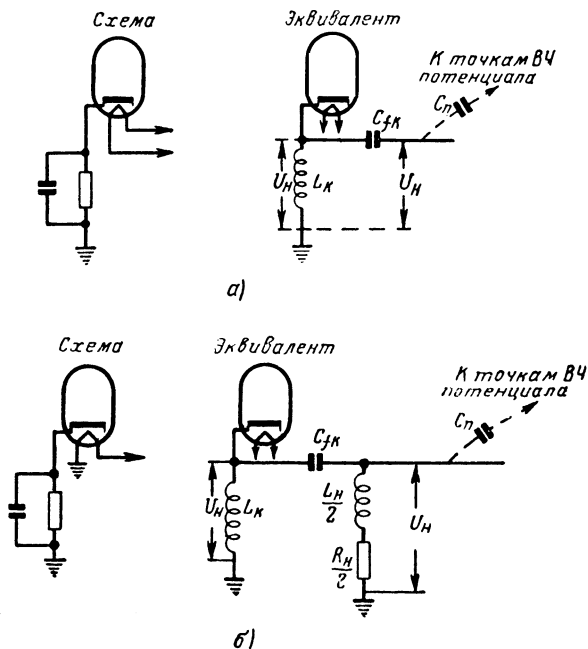 Схема
Эквивалент
К точкам ВЧ
потенциала
Cп
Cfк
Uн
Lк
Uн
а)
Схема
Эквивалент
К точкам ВЧ
потенциала
Cп
Cfк
Uн
Lк
Lн/2
Uн
Rн/2
б)